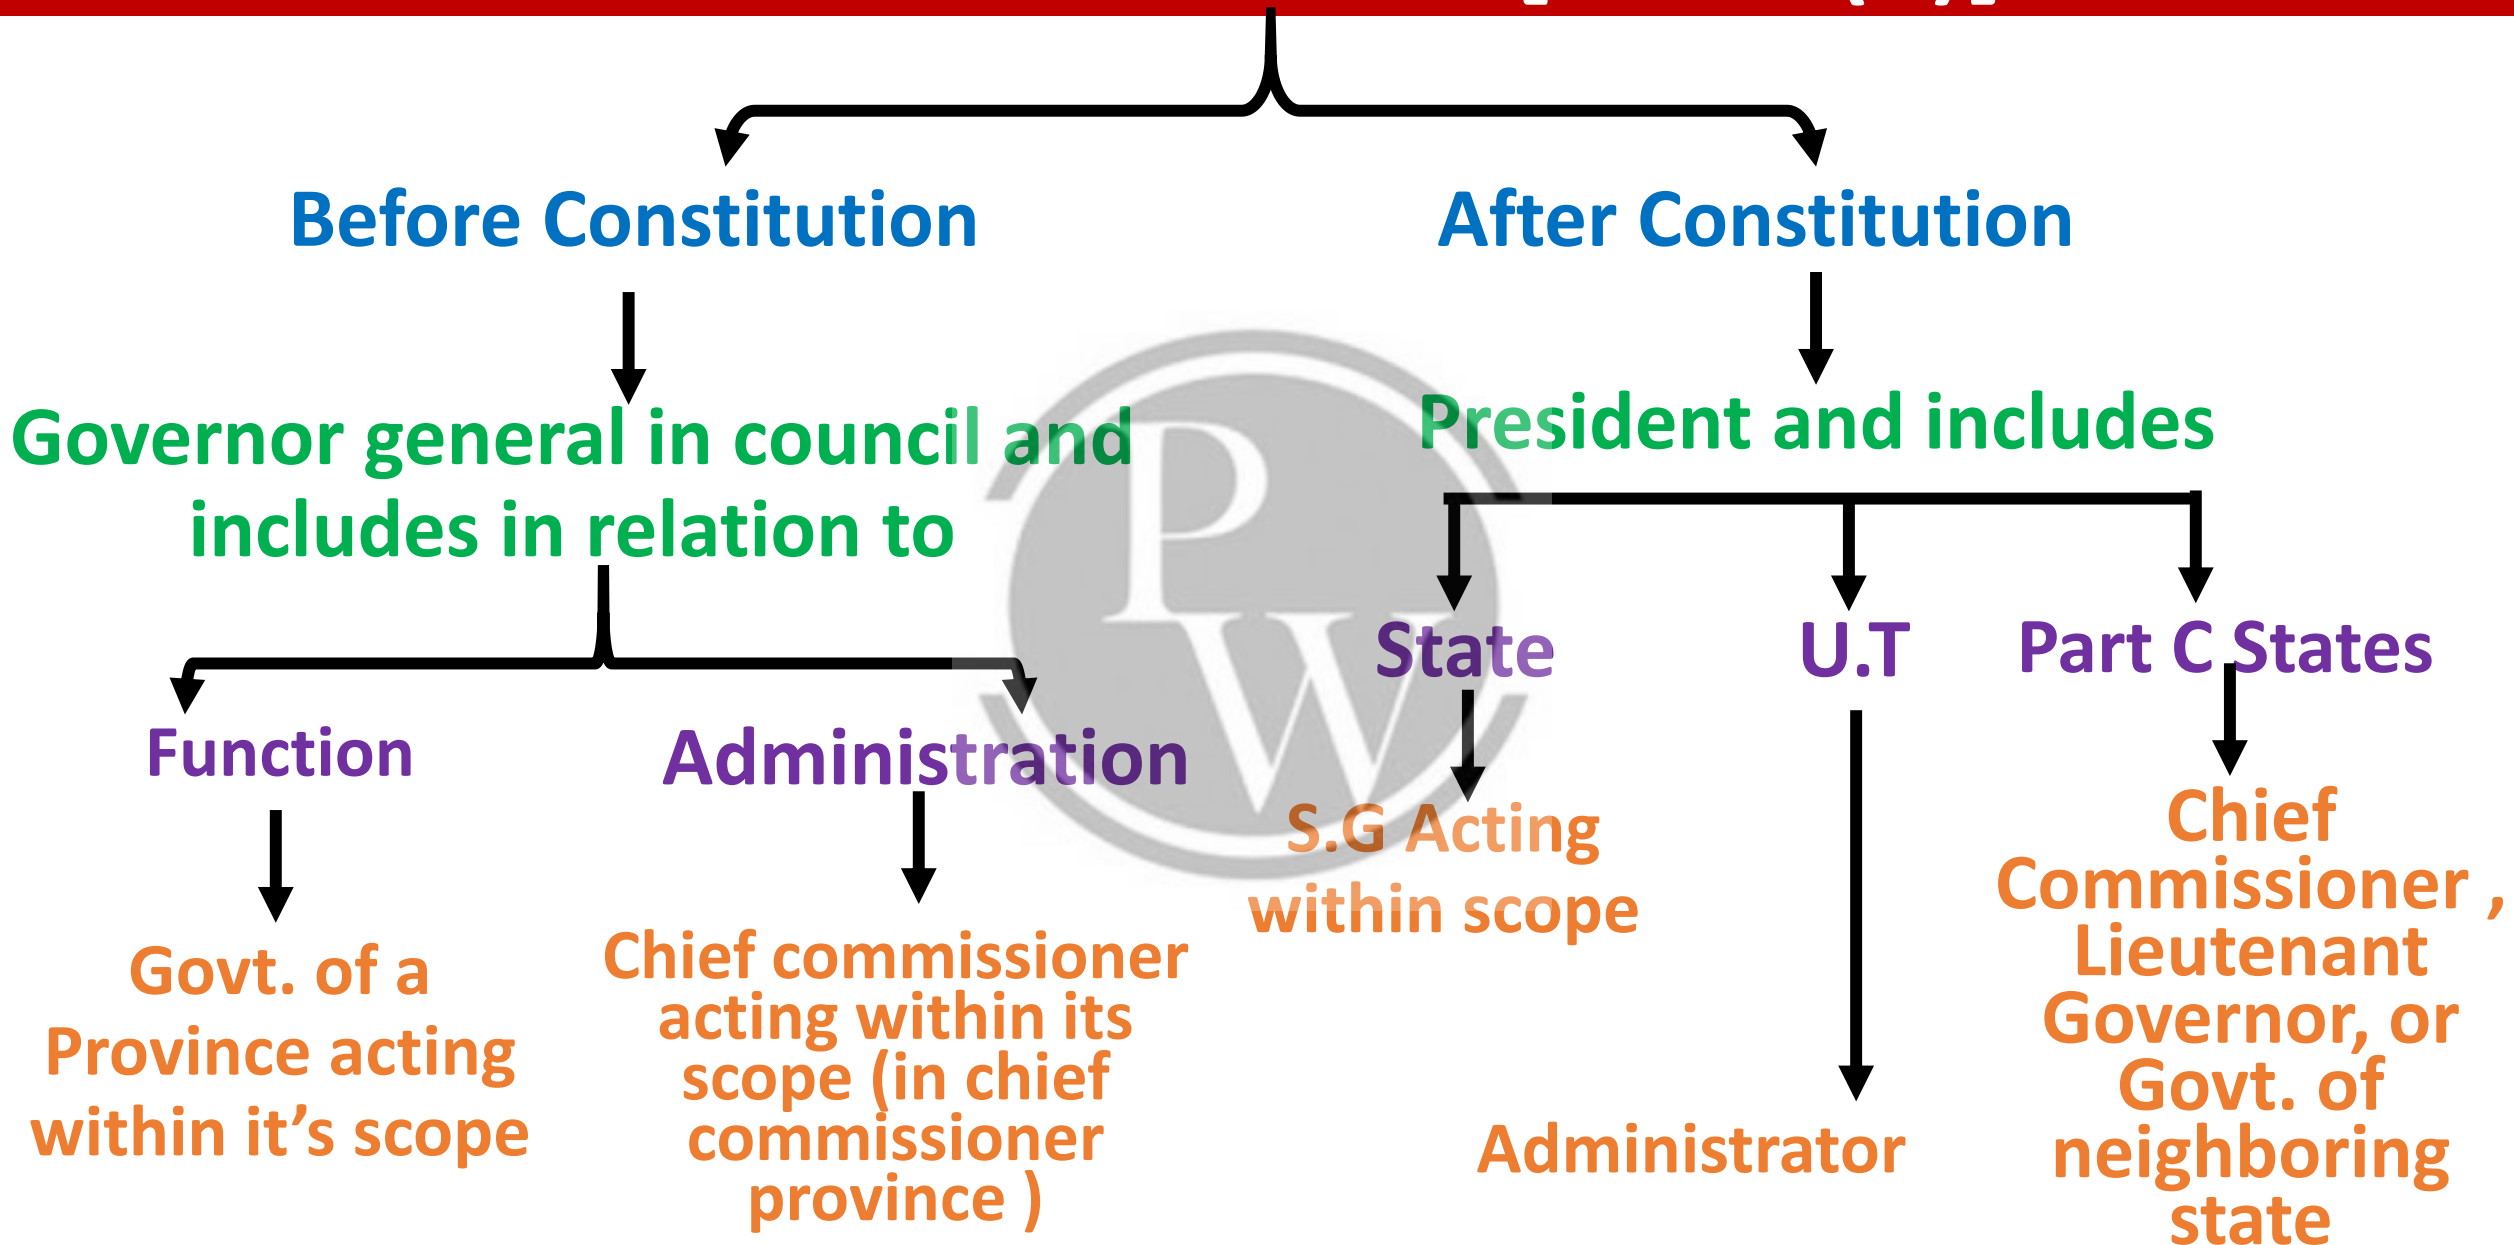 Before Constitution
After Constitution
Governor general in council and
includes in relation to
President and includes
Function
Administration
State
U.T
Part C States
Govt. of a
Province acting
within it’s scope
Chief commissioner
acting within its
scope (in chief
commissioner
province )
S.G Acting
within scope
Administrator
Chief
Commissioner ,
Lieutenant
Governor, or
Govt. of
neighboring
state
P
W